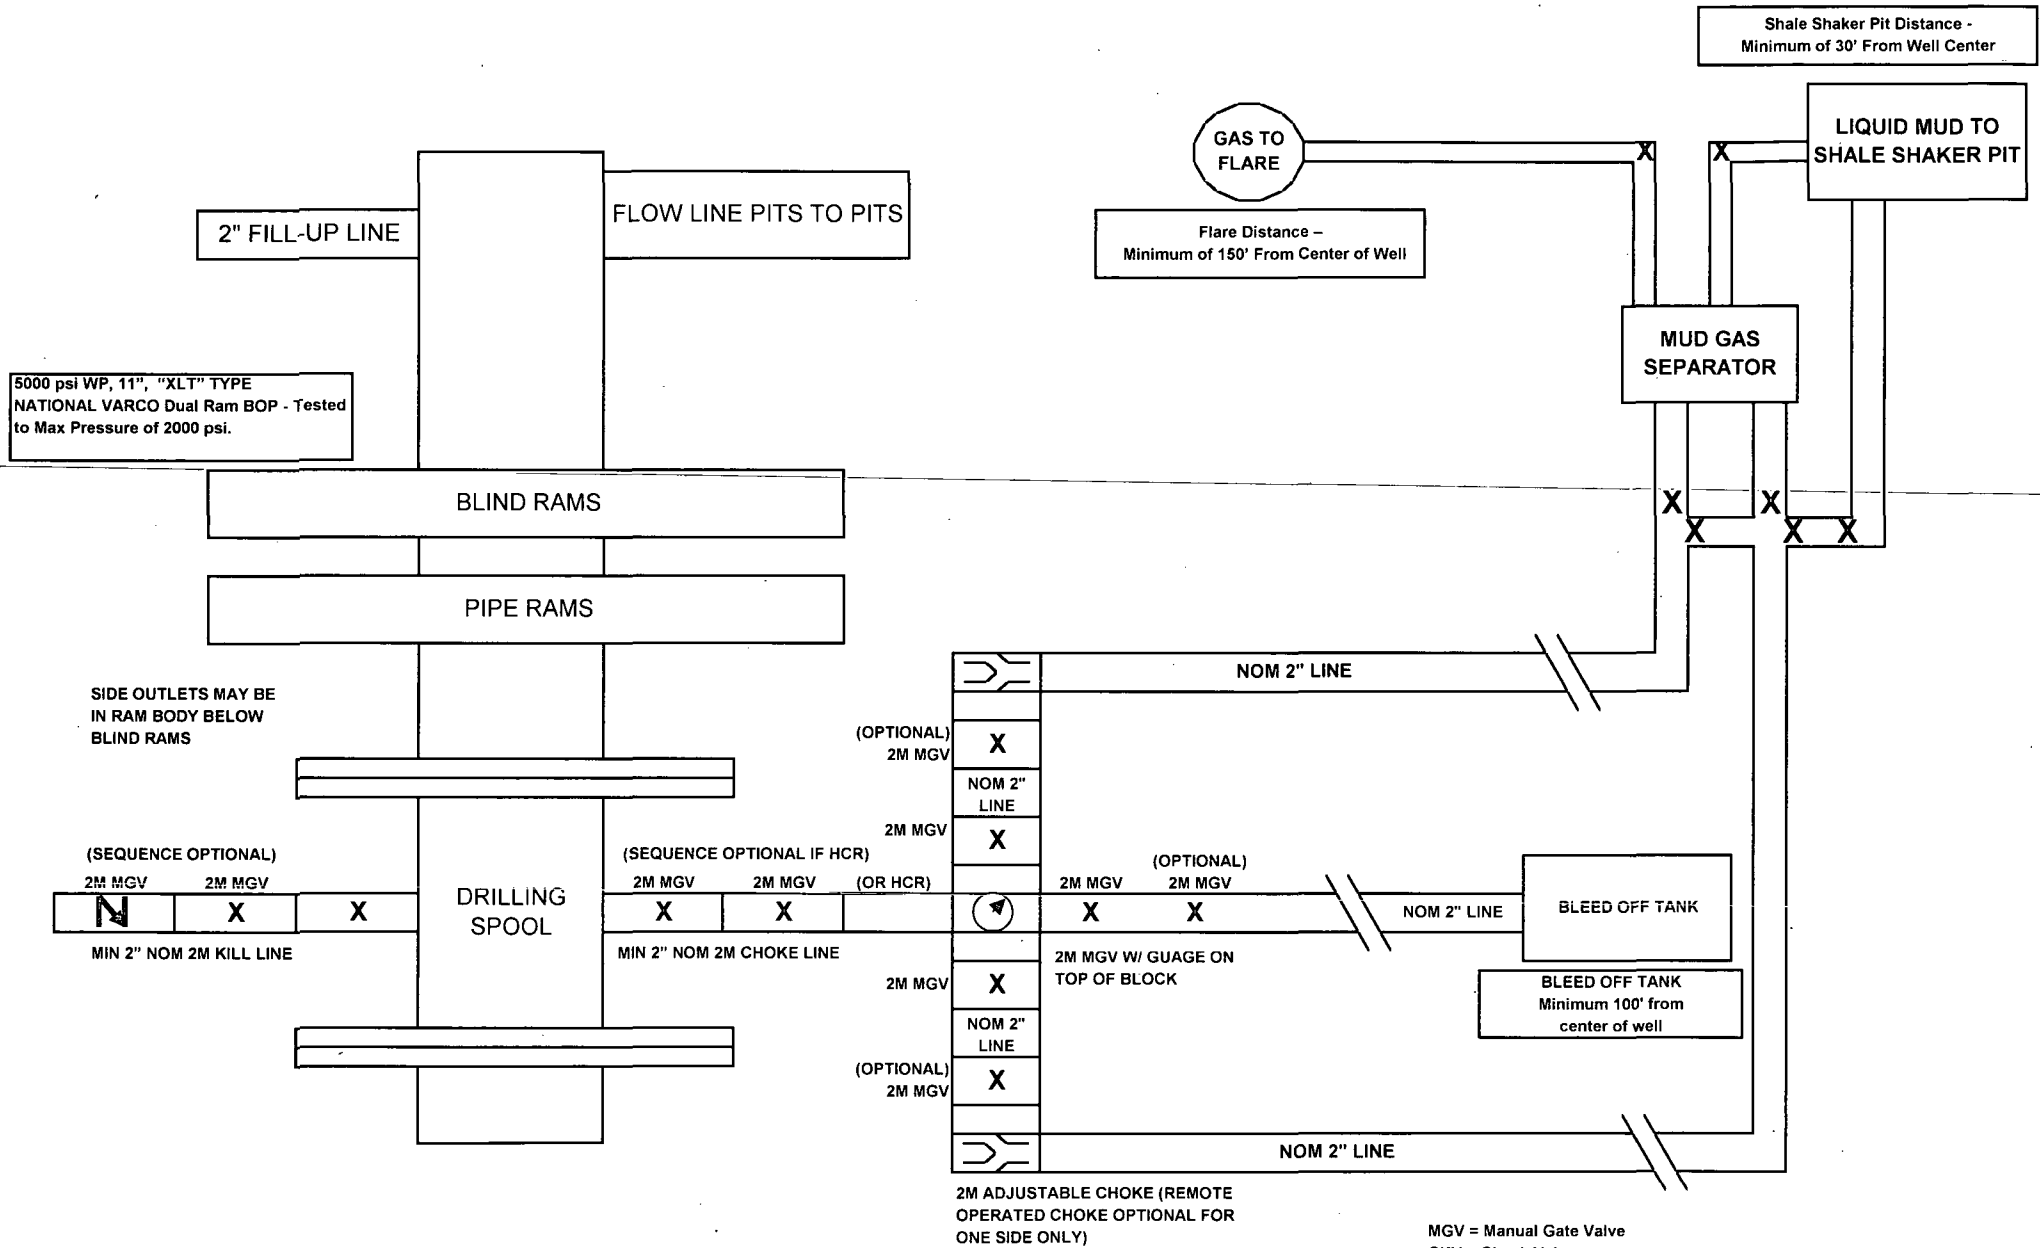 Shale Shaker Pit Distance -
Minimum of 30' From Well Center
LIQUID MUD TO
SHALE SHAKER PIT
GAS TO
FLARE
X
X
FLOW LINE PITS TO PITS
2" FILL-UP LINE
Flare Distance –
Minimum of 150' From Center of Well
MUD GAS
SEPARATOR
5000 psi WP, 11", "XLT" TYPE
NATIONAL VARCO Dual Ram BOP - Tested
to Max Pressure of 2000 psi.
BLIND RAMS
X
X
X
X
X
PIPE RAMS
NOM 2" LINE
SIDE OUTLETS MAY BE
IN RAM BODY BELOW
BLIND RAMS
(OPTIONAL)
2M MGV
X
NOM 2"
LINE
2M MGV
X
(SEQUENCE OPTIONAL)
2M MGV
2M MGV
N
X
X
MIN 2" NOM 2M KILL LINE
DRILLING
SPOOL
(SEQUENCE OPTIONAL IF HCR)
2M MGV
2M MGV
(OR HCR)
X
X
MIN 2" NOM 2M CHOKE LINE
2M MGV
(OPTIONAL)
2M MGV
X
X
NOM 2" LINE
BLEED OFF TANK
2M MGV W/ GUAGE ON
TOP OF BLOCK
2M MGV
X
NOM 2"
LINE
(OPTIONAL)
2M MGV
X
BLEED OFF TANK
Minimum 100' from
center of well
NOM 2" LINE
2M ADJUSTABLE CHOKE (REMOTE
OPERATED CHOKE OPTIONAL FOR
ONE SIDE ONLY)
MGV = Manual Gate Valve